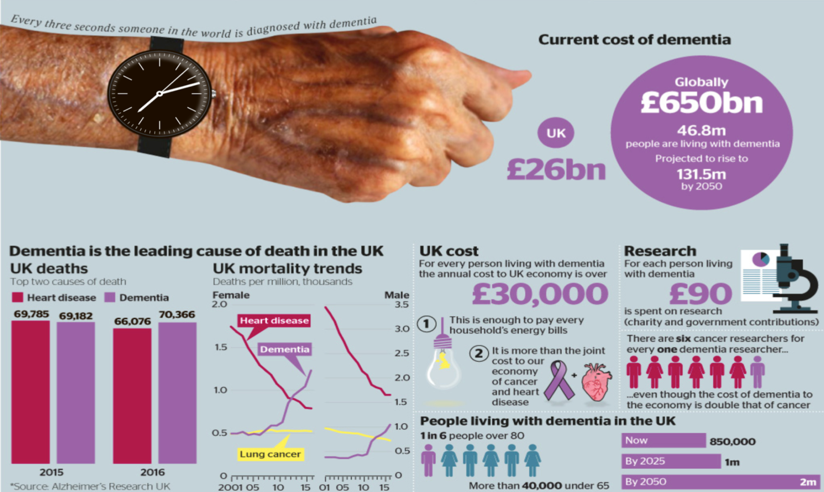 Every three seconds someone in the world is diagnosed with dementia
Current cost of dementia
Globally
£650bn
46.8m
people are living with dementia
Projected to rise to
131.5m
by 2050
UK
£26bn
Dementia is the leading cause of death in the UK
UK deaths
Top two causes of death
Heart disease
Dementia
69,785
69,182
66,076
70,366
2015
2016
*Source: Alzheimer's Research UK
UK mortality trends
Deaths per million, thousands
Female
Male
2.0
1.5
1.0
0.5
0
3.5
3.0
2.5
2.0
1.5
1.0
0.5
0
Heart disease
Dementia
Lung cancer
2001 05
10
15
01
05
10
15
UK cost
For every person living with dementia
the annual cost to UK economy is over
£30,000
1
This is enough to pay every
household's energy bills
2
It is more than the joint
cost to our
economy
of cancer
and heart
disease
+
Research
For each person living
with dementia
£90
is spent on research
(charity and government contributions)
There are six cancer researchers for
every one dementia researcher...
...even though the cost of dementia to
the economy is double that of cancer
People living with dementia in the UK
1 in 6 people over 80
More than 40,000 under 65
Now
850,000
By 2025
1m
By 2050
2m